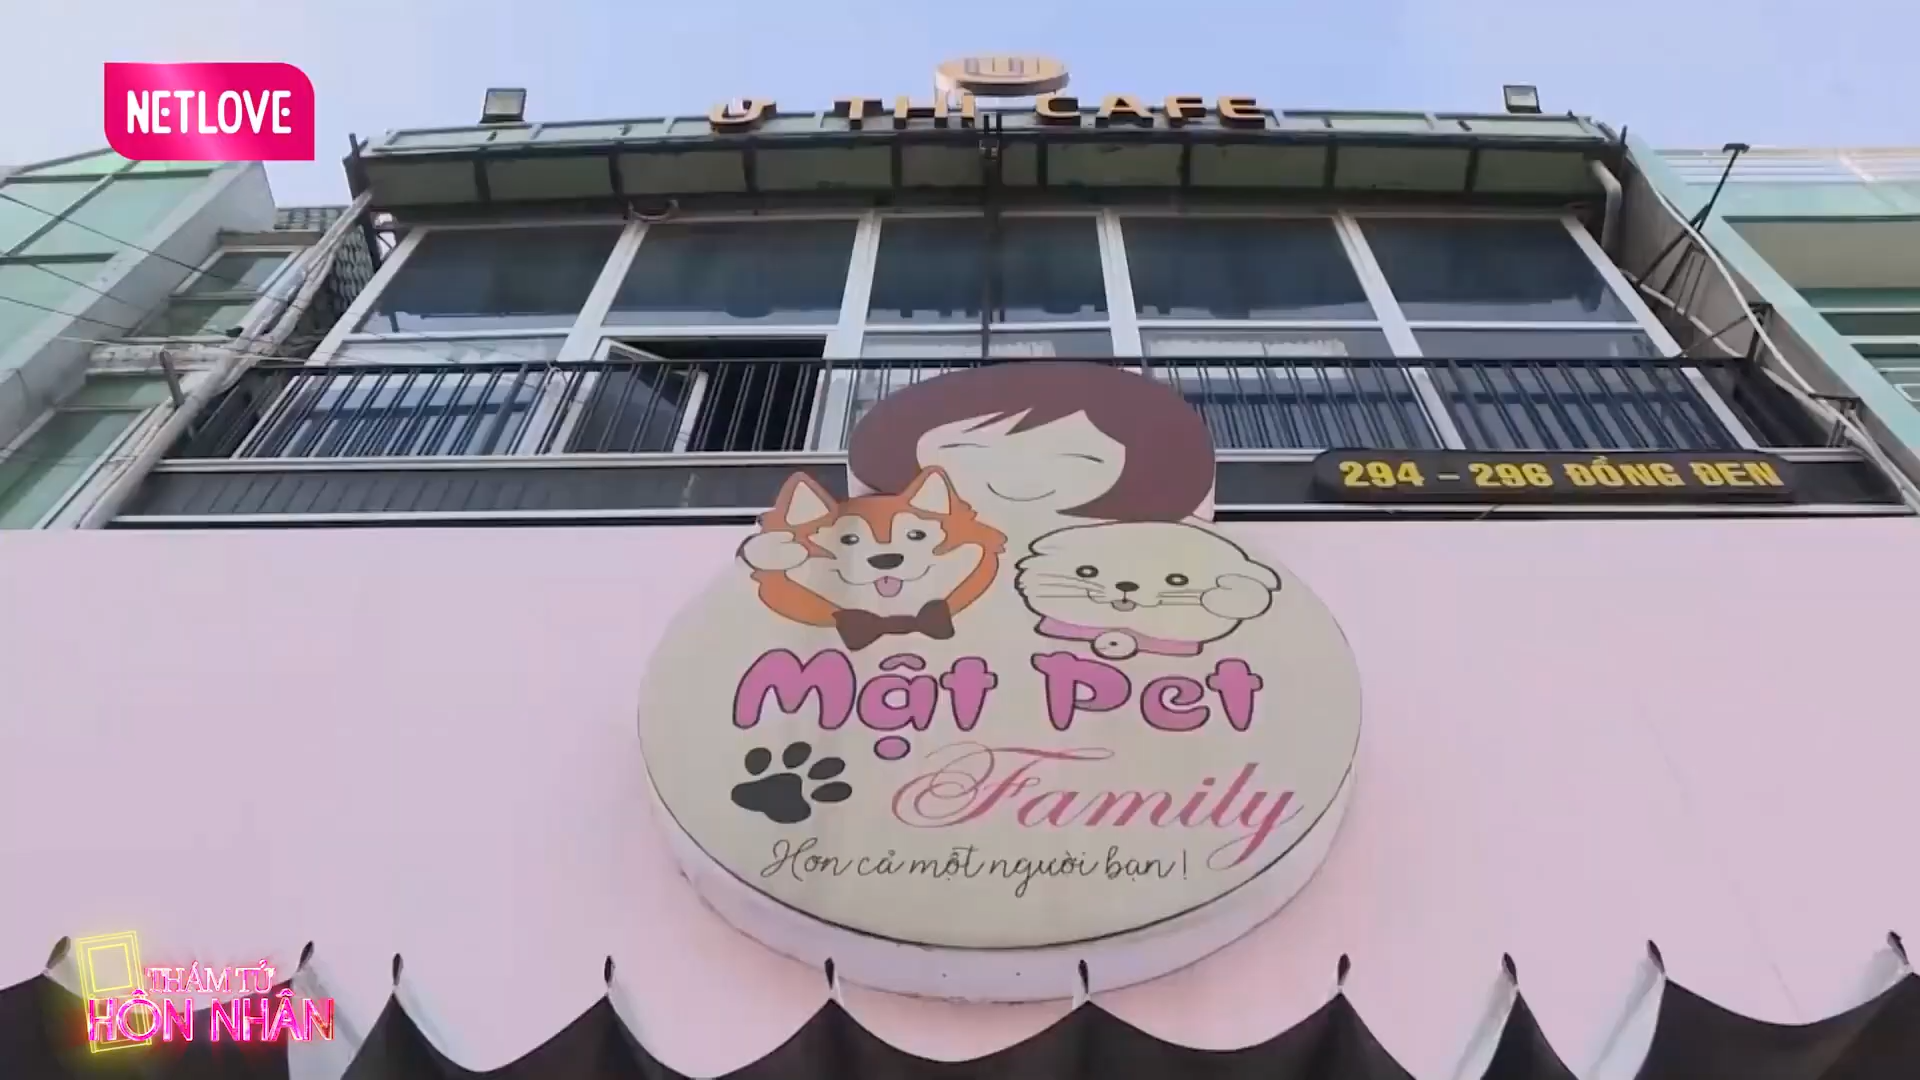 NETLOVE
Ự THỊ CAFE
294 - 296 ĐỒNG ĐEN
Mật Pet
Family
Hơn cả một người bạn!
THÁM TỬ
HÔN NHÂN